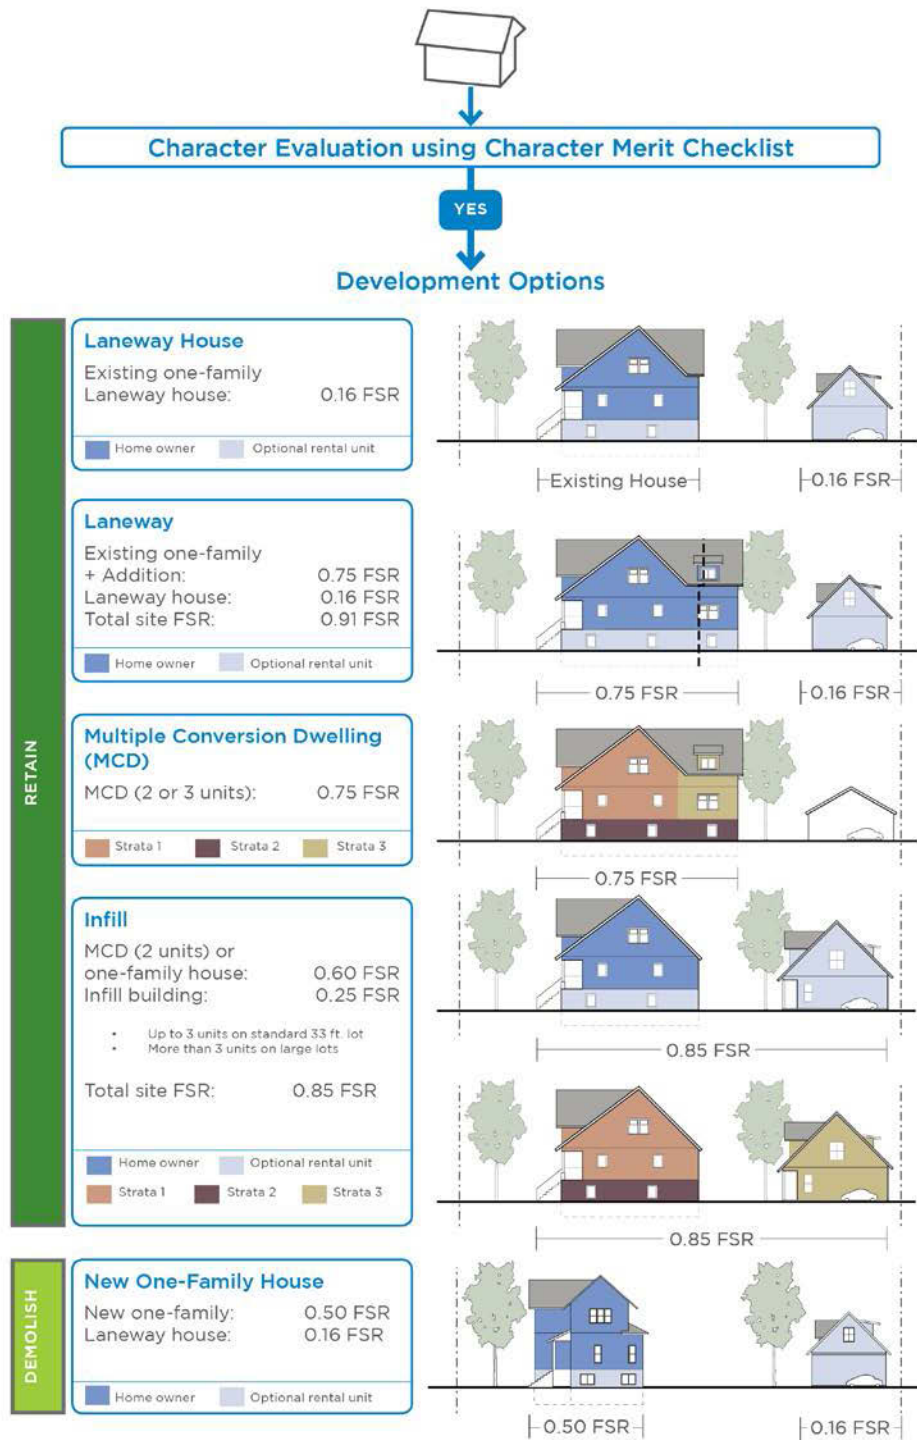 Character Evaluation using Character Merit Checklist
YES
Development Options
RETAIN
Laneway House
Existing one-family
Laneway house: 0.16 FSR
Home owner Optional rental unit
Existing House 0.16 FSR
Laneway
Existing one-family
+ Addition: 0.75 FSR
Laneway house: 0.16 FSR
Total site FSR: 0.91 FSR
Home owner Optional rental unit
0.75 FSR 0.16 FSR
Multiple Conversion Dwelling
(MCD)
MCD (2 or 3 units): 0.75 FSR
Strata 1 Strata 2 Strata 3
0.75 FSR
Infill
MCD (2 units) or
one-family house: 0.60 FSR
Infill building: 0.25 FSR
• Up to 3 units on standard 33 ft. lot
• More than 3 units on large lots
Total site FSR: 0.85 FSR
Home owner Optional rental unit
Strata 1 Strata 2 Strata 3
0.85 FSR
0.85 FSR
DEMOLISH
New One-Family House
New one-family: 0.50 FSR
Laneway house: 0.16 FSR
Home owner Optional rental unit
0.50 FSR 0.16 FSR